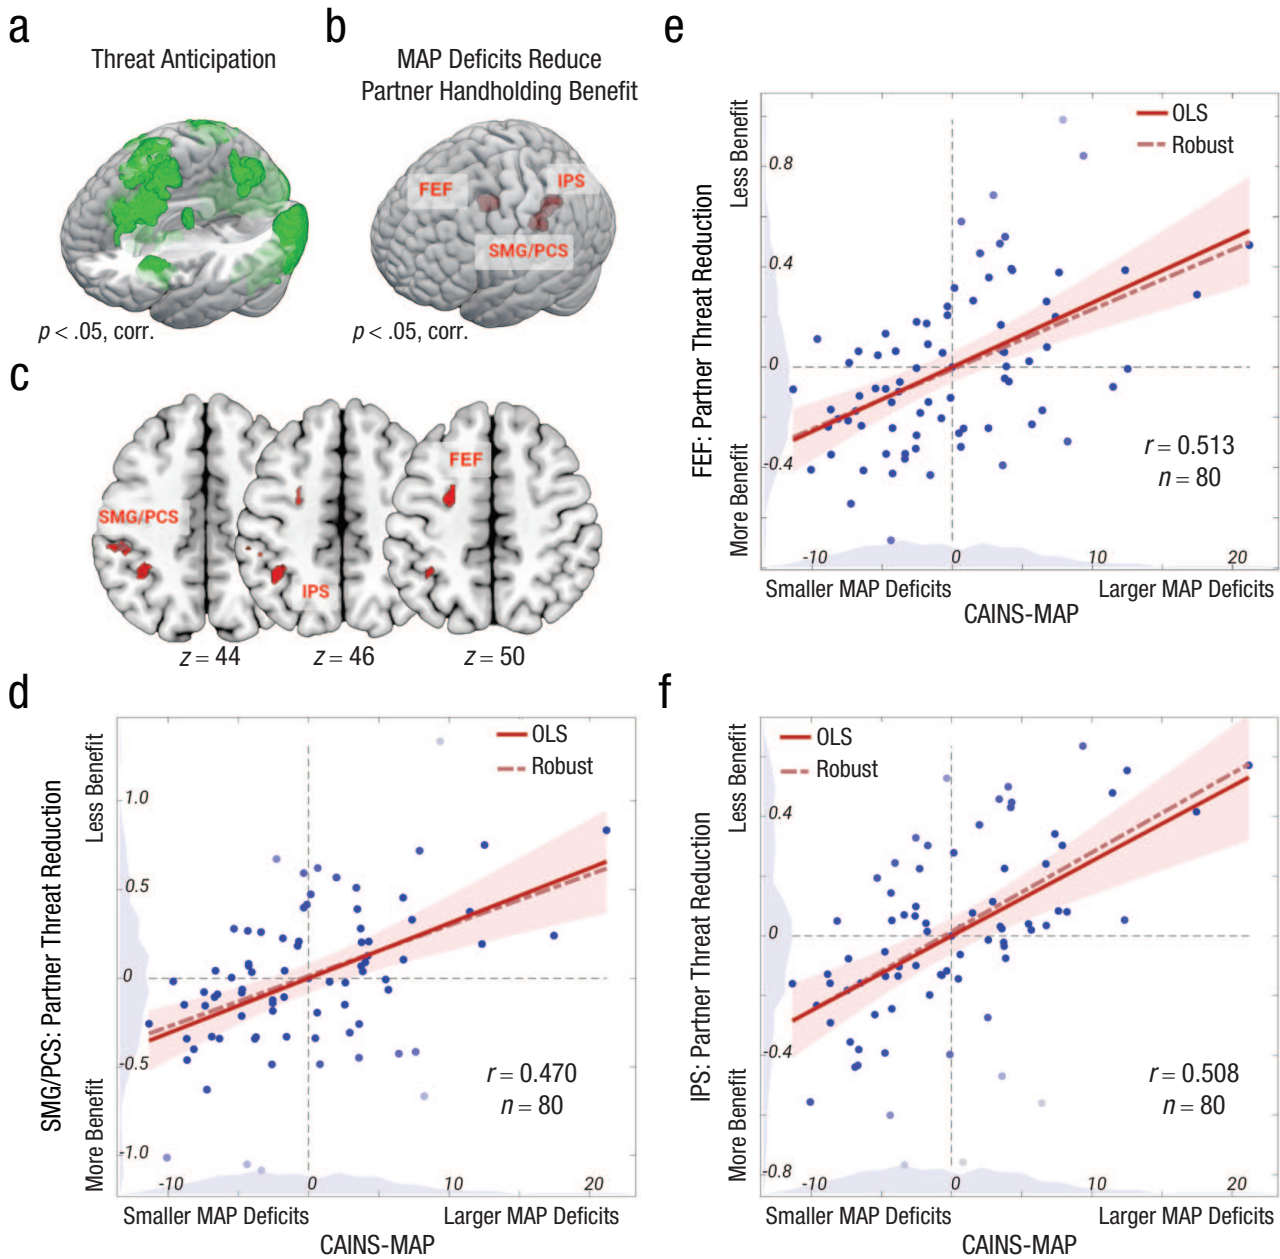 a
Threat Anticipation
p < .05, corr.
b
MAP Deficits Reduce
Partner Handholding Benefit
FEF
IPS
SMG/PCS
p < .05, corr.
c
SMG/PCS
IPS
FEF
z = 44
z = 46
z = 50
d
SMG/PCS: Partner Threat Reduction
Less Benefit
More Benefit
OLS
Robust
1.0
0.5
0
-0.5
-1.0
r = 0.470
n = 80
-10
0
10
20
Smaller MAP Deficits
Larger MAP Deficits
CAINS-MAP
e
FEF: Partner Threat Reduction
Less Benefit
More Benefit
OLS
Robust
0.8
0.4
0
-0.4
r = 0.513
n = 80
-10
0
10
20
Smaller MAP Deficits
Larger MAP Deficits
CAINS-MAP
f
IPS: Partner Threat Reduction
Less Benefit
More Benefit
OLS
Robust
0.4
0
-0.4
-0.8
r = 0.508
n = 80
-10
0
10
20
Smaller MAP Deficits
Larger MAP Deficits
CAINS-MAP